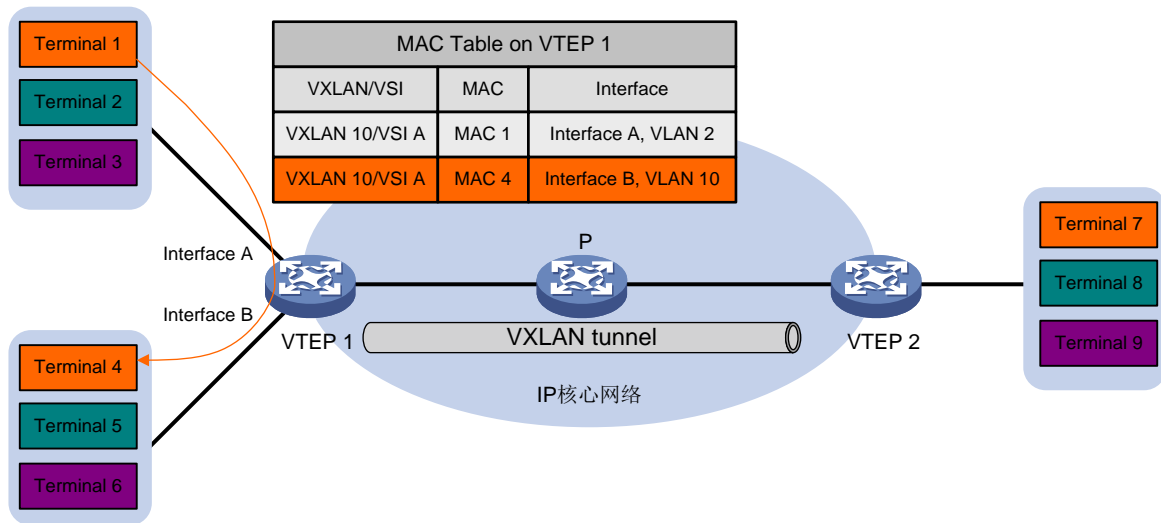 Terminal 1
Terminal 2
Terminal 3
MAC Table on VTEP 1
VXLAN/VSI MAC Interface
VXLAN 10/VSI A MAC 1 Interface A, VLAN 2
VXLAN 10/VSI A MAC 4 Interface B, VLAN 10
Interface A
Interface B
VTEP 1
P
VXLAN tunnel
VTEP 2
IP核心网络
Terminal 4
Terminal 5
Terminal 6
Terminal 7
Terminal 8
Terminal 9